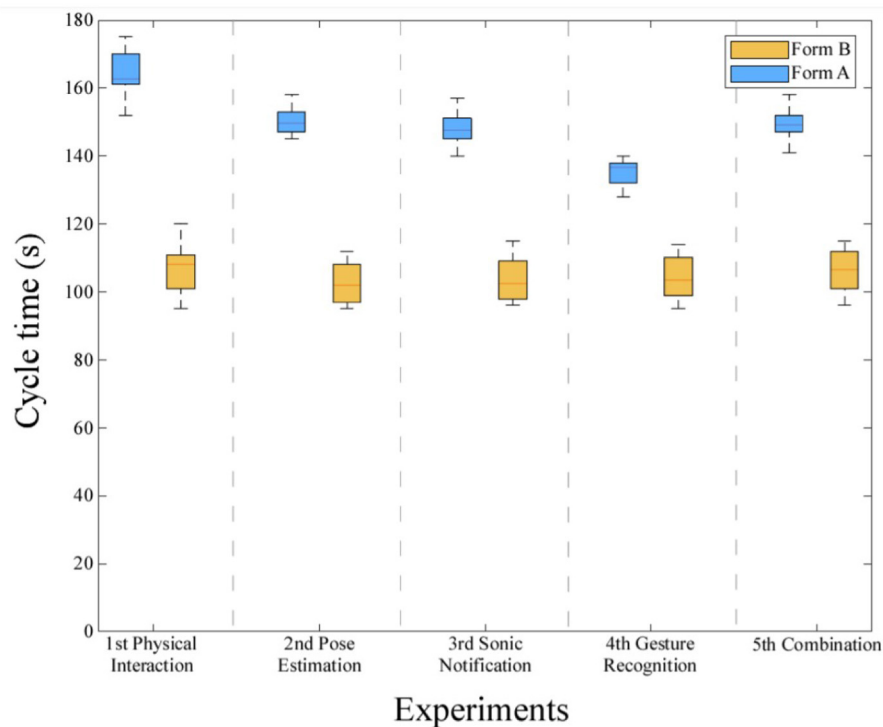 180
160
140
120
100
80
60
40
20
0
Cycle time (s)
Form B
Form A
1st Physical
Interaction
2nd Pose
Estimation
3rd Sonic
Notification
4th Gesture
Recognition
5th Combination
Experiments